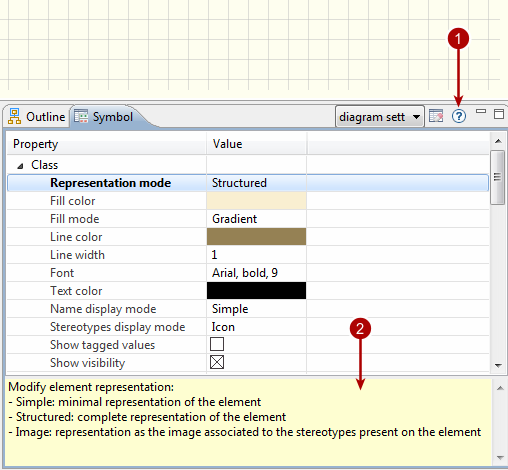 1
Outline Symbol diagram sett
Property Value
Class
Representation mode Structured
Fill color
Fill mode Gradient
Line color
Line width 1
Font Arial, bold, 9
Text color
Name display mode Simple
Stereotypes display mode Icon
Show tagged values
Show visibility
2
Modify element representation:
- Simple: minimal representation of the element
- Structured: complete representation of the element
- Image: representation as the image associated to the stereotypes present on the element